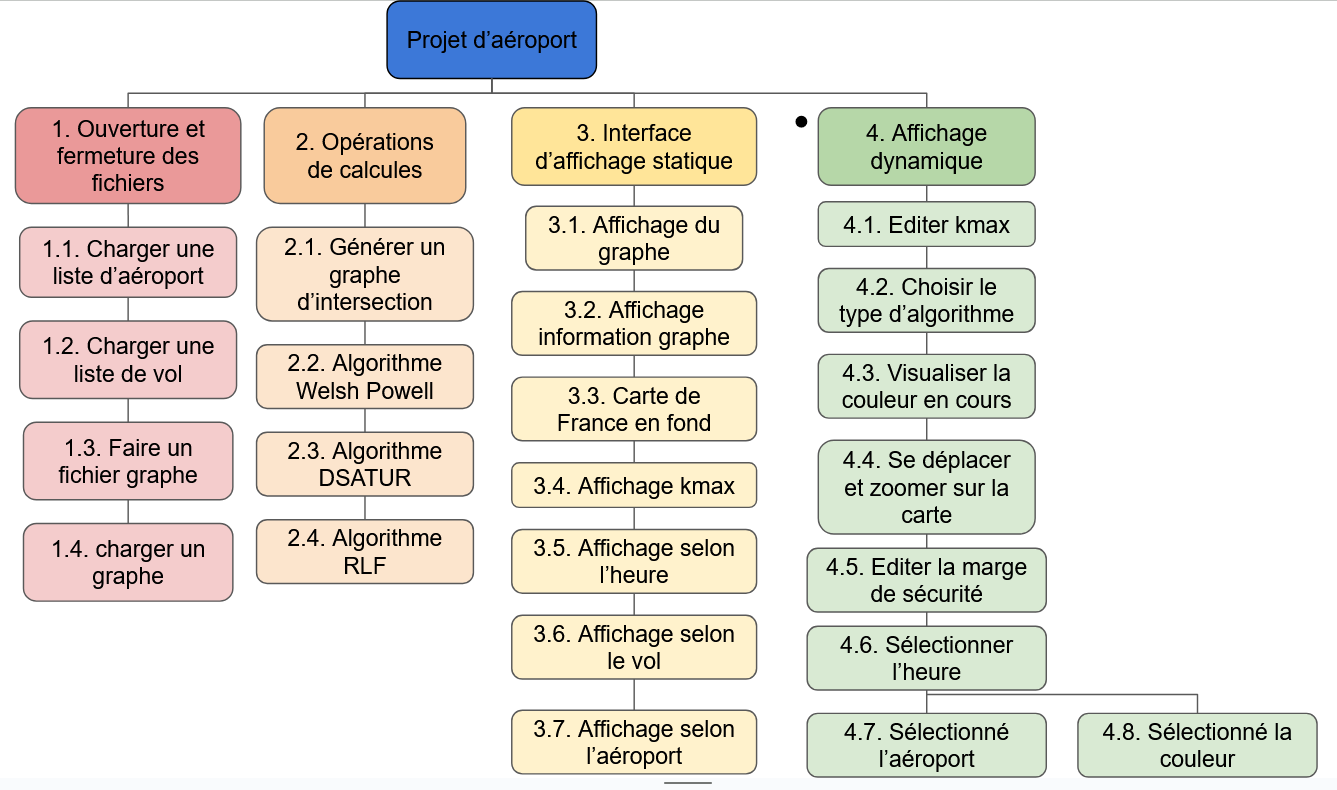 Projet d’aéroport
1. Ouverture et
fermeture des
fichiers
1.1. Charger une
liste d’aéroport
1.2. Charger une
liste de vol
1.3. Faire un
fichier graphe
1.4. charger un
graphe
2. Opérations
de calcules
2.1. Générer un
graphe
d’intersection
2.2. Algorithme
Welsh Powell
2.3. Algorithme
DSATUR
2.4. Algorithme
RLF
3. Interface
d’affichage statique
3.1. Affichage du
graphe
3.2. Affichage
information graphe
3.3. Carte de
France en fond
3.4. Affichage kmax
3.5. Affichage selon
l’heure
3.6. Affichage selon
le vol
3.7. Affichage selon
l’aéroport
4. Affichage
dynamique
4.1. Editer kmax
4.2. Choisir le
type d’algorithme
4.3. Visualiser la
couleur en cours
4.4. Se déplacer
et zoomer sur la
carte
4.5. Editer la marge
de sécurité
4.6. Sélectionner
l’heure
4.7. Sélectionné
l’aéroport
4.8. Sélectionné la
couleur